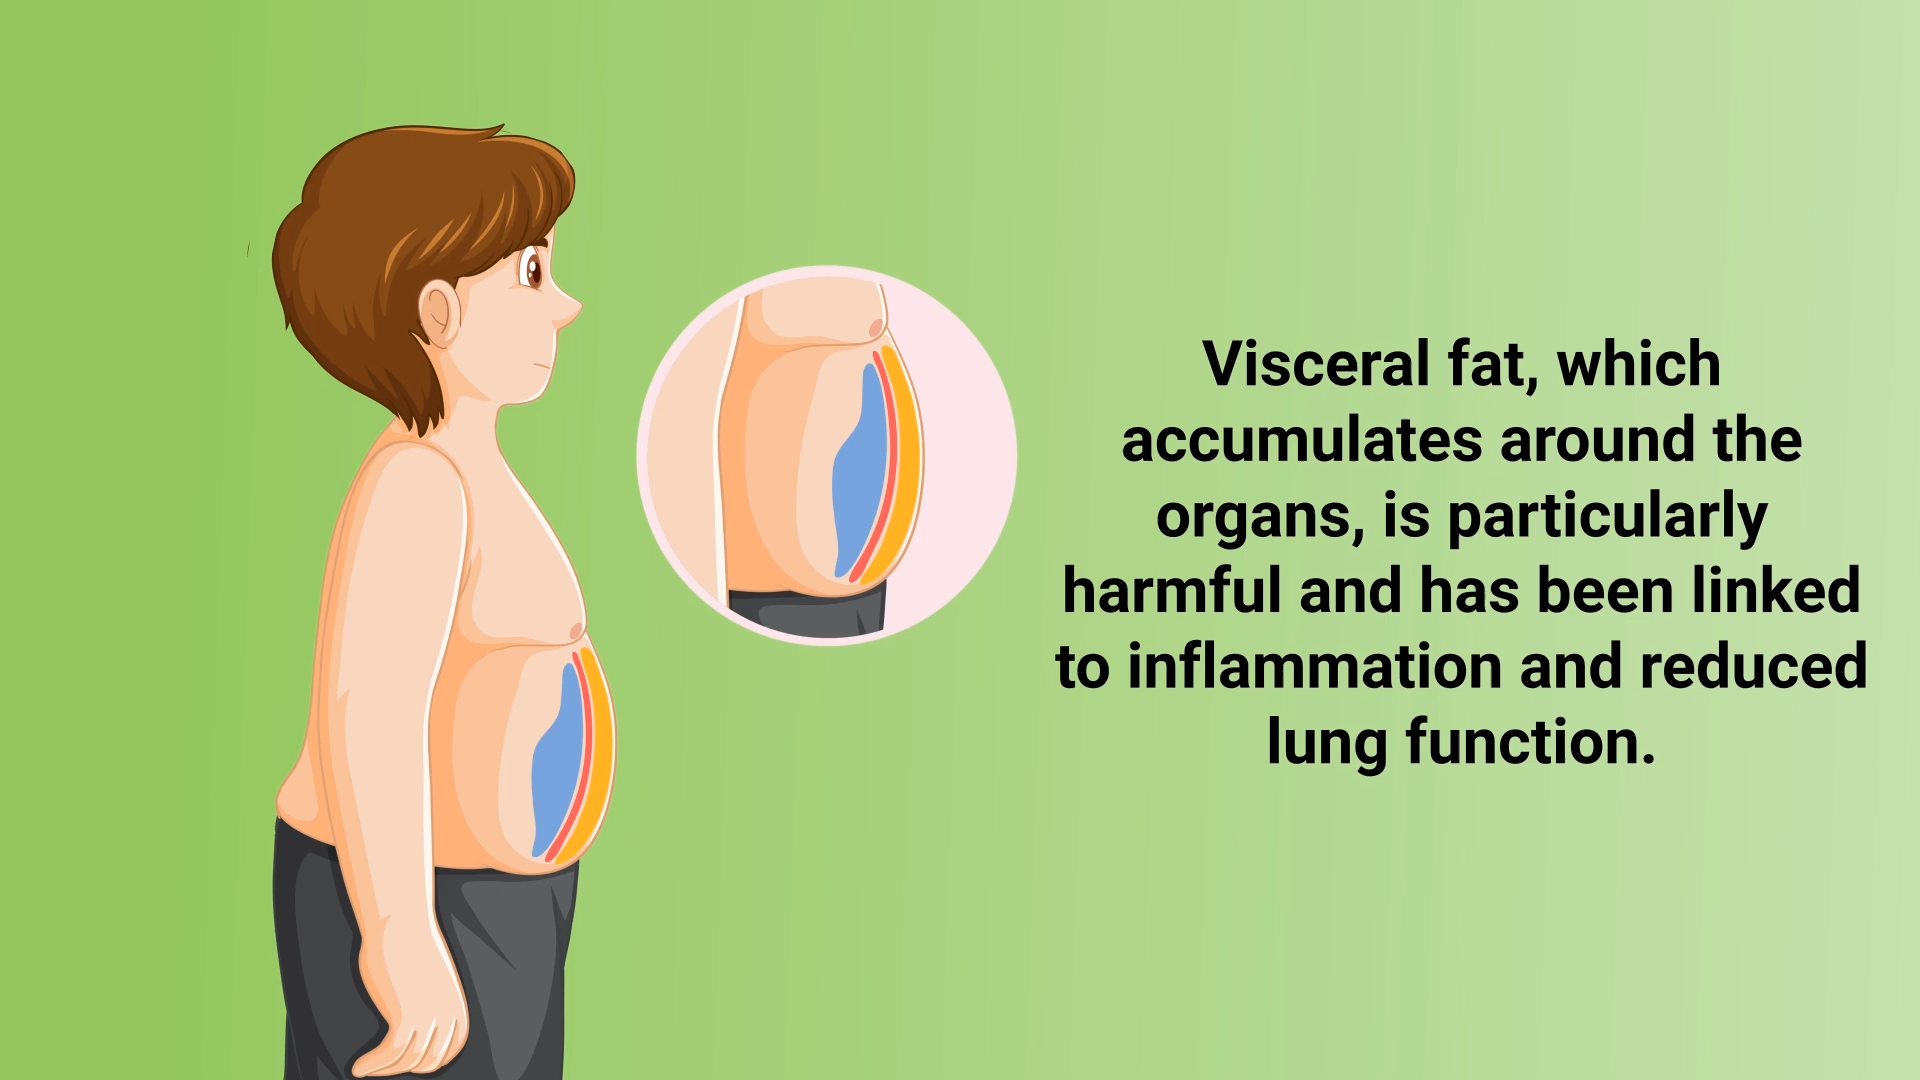 Visceral fat, which
accumulates around the
organs, is particularly
harmful and has been linked
to inflammation and reduced
lung function.